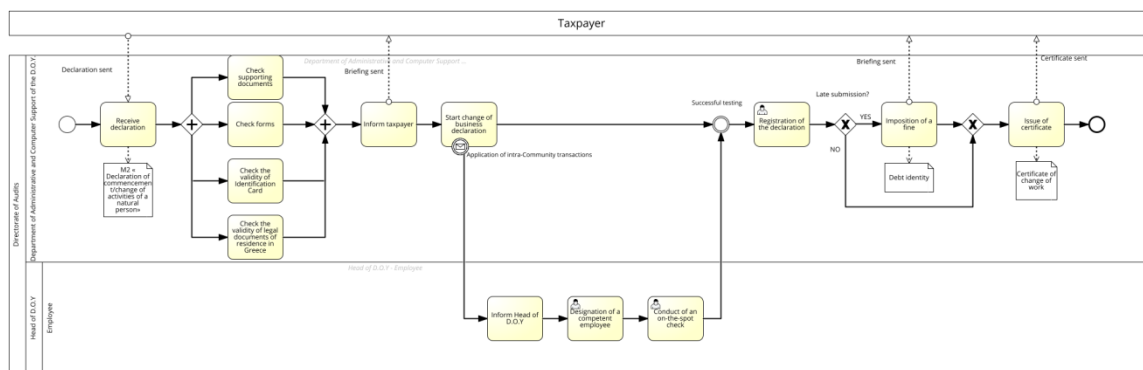 Taxpayer
Directorate of Audits
Department of Administrative and Computer Support of the D.O.Y.
Department of Administrative and Computer Support ...
Declaration sent
Receive
declaration
M2 «
Declaration of
commencemen
t/change of
activities of a
natural
person»
Check
supporting
documents
Check forms
Check the
validity of
Identification
Card
Check the
validity of legal
documents of
residence in
Greece
Briefing sent
Inform taxpayer
Start change of
business
declaration
Application of intra-Community transactions
Successful testing
Registration of
the declaration
Late submission?
YES
NO
Briefing sent
Imposition of a
fine
Debt identity
Certificate sent
Issue of
certificate
Certificate of
change of
work
Head of D.O.Y
Employee
Head of D.O.Y - Employee
Inform Head of
D.O.Y
Designation of a
competent
employee
Conduct of an
on-the-spot
check